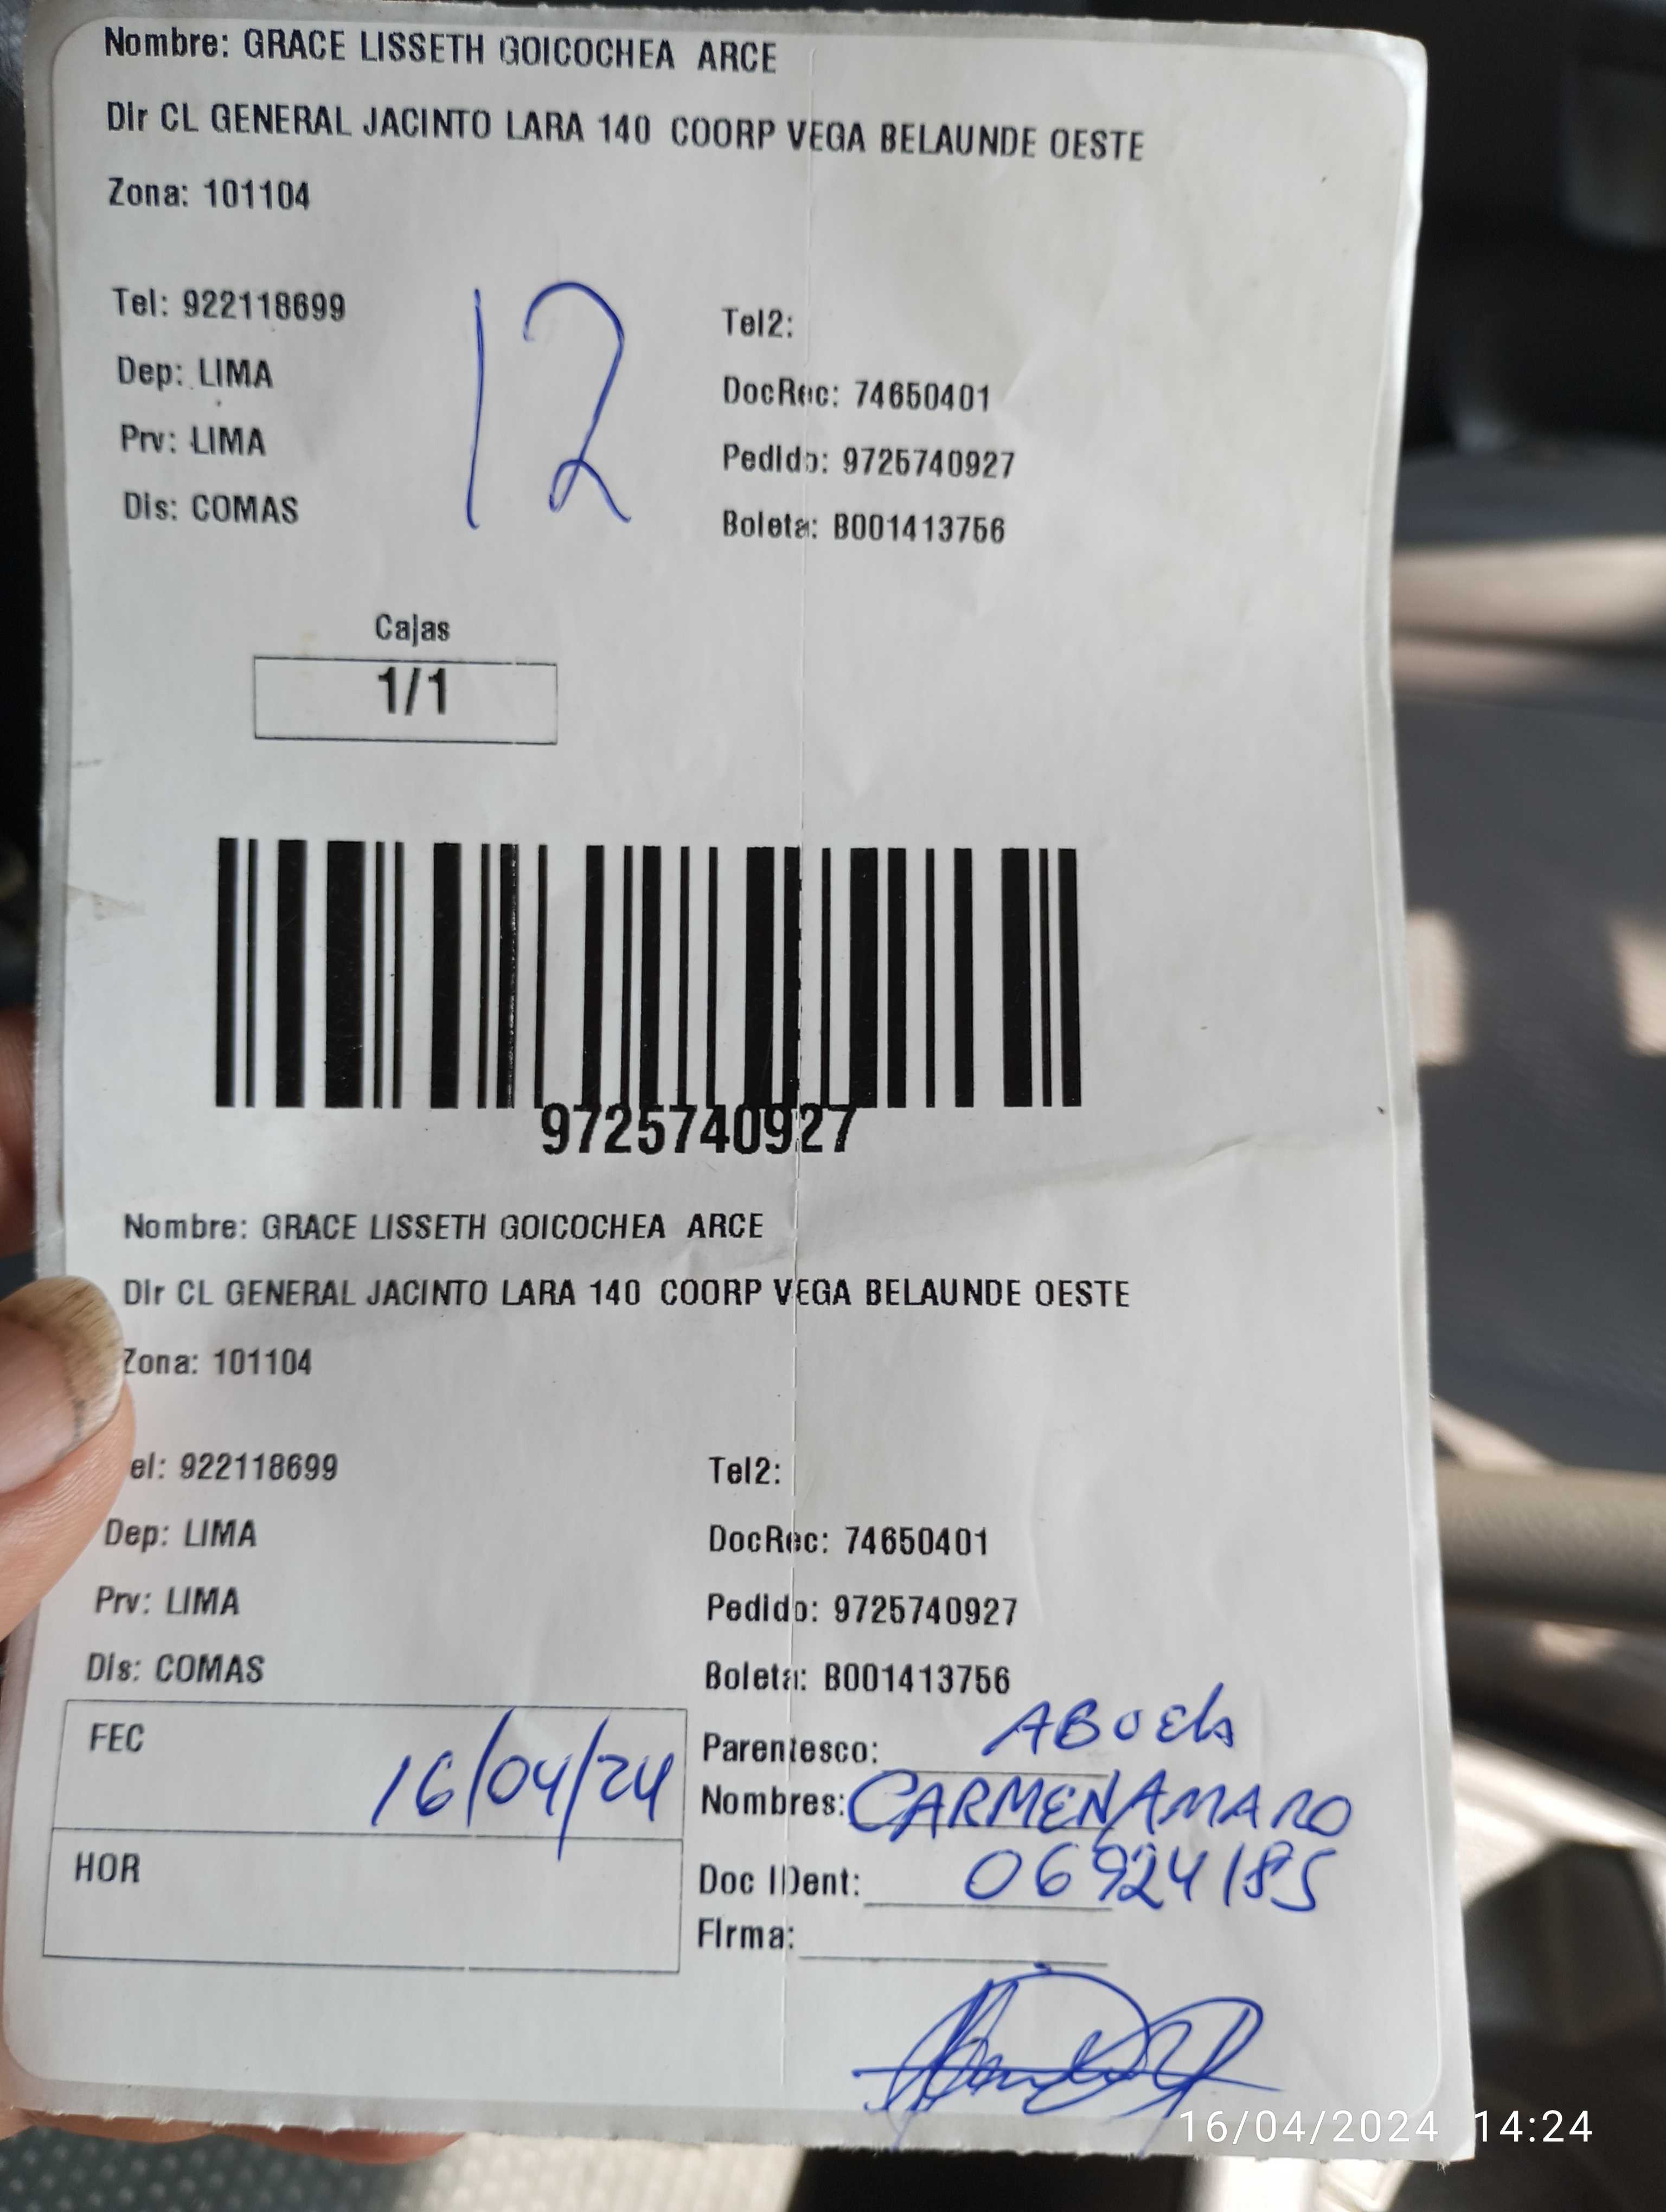 Nombre: GRACE LISSETH GOICOCHEA ARCE
Dir CL GENERAL JACINTO LARA 140 COORP VEGA BELAUNDE OESTE
Zona: 101104
12
Tel: 922118699
Tel2:
Dep: LIMA
DocRec: 74650401
Prv: LIMA
Pedido: 9725740927
Dis: COMAS
Boleta: B001413756
Cajas
1/1
9725740927
Nombre: GRACE LISSETH GOICOCHEA ARCE
Dir CL GENERAL JACINTO LARA 140 COORP VEGA BELAUNDE OESTE
Zona: 101104
el: 922118699
Tel2:
Dep: LIMA
DocRec: 74650401
Prv: LIMA
Pedido: 9725740927
Dis: COMAS
Boleta: B001413756
FEC 16/04/24
Parentesco: ABUela
Nombres: CARMEN AMARO
HOR
Doc IDent: 06924185
Firma:
16/04/2024 14:24